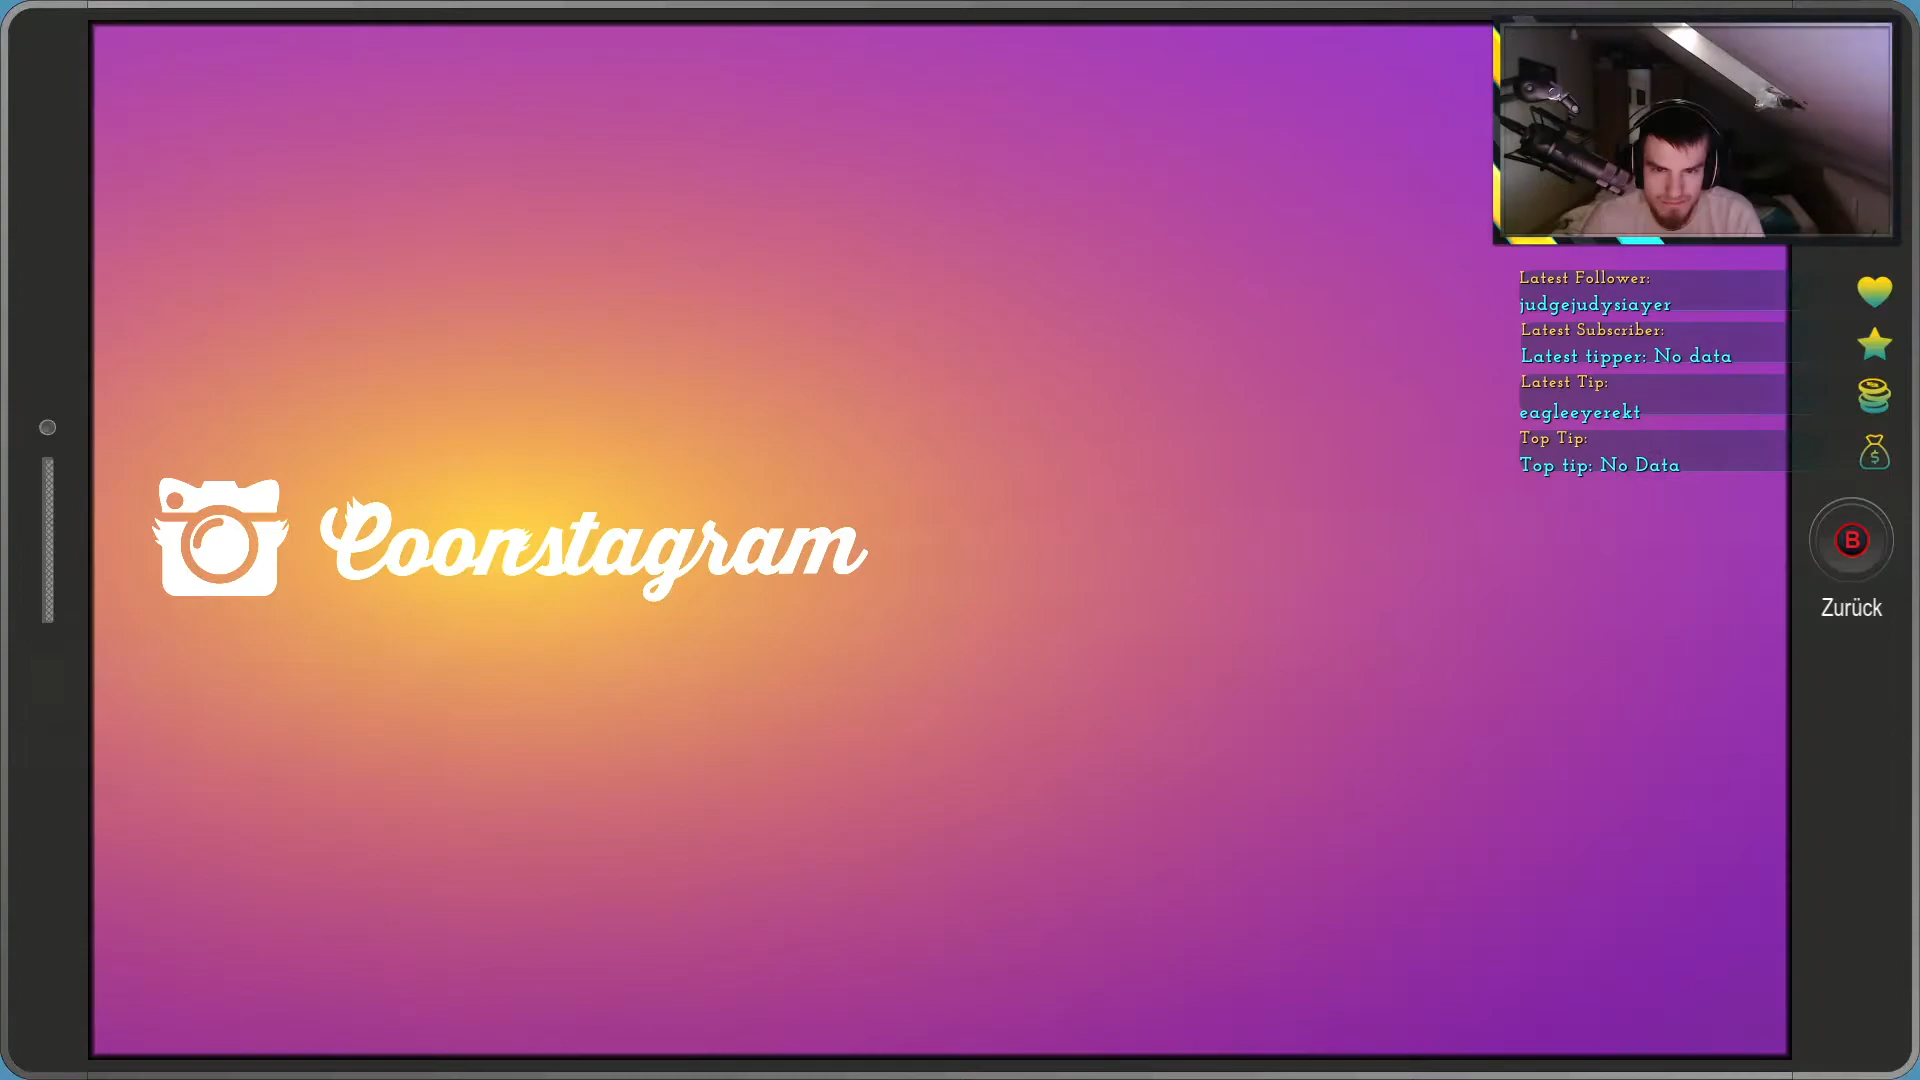 Coonstagram
Latest Follower:
judgejudysiayer
Latest Subscriber:
Latest tipper: No data
Latest Tip:
eagleeyerekt
Top Tip:
Top tip: No Data
B
Zurück